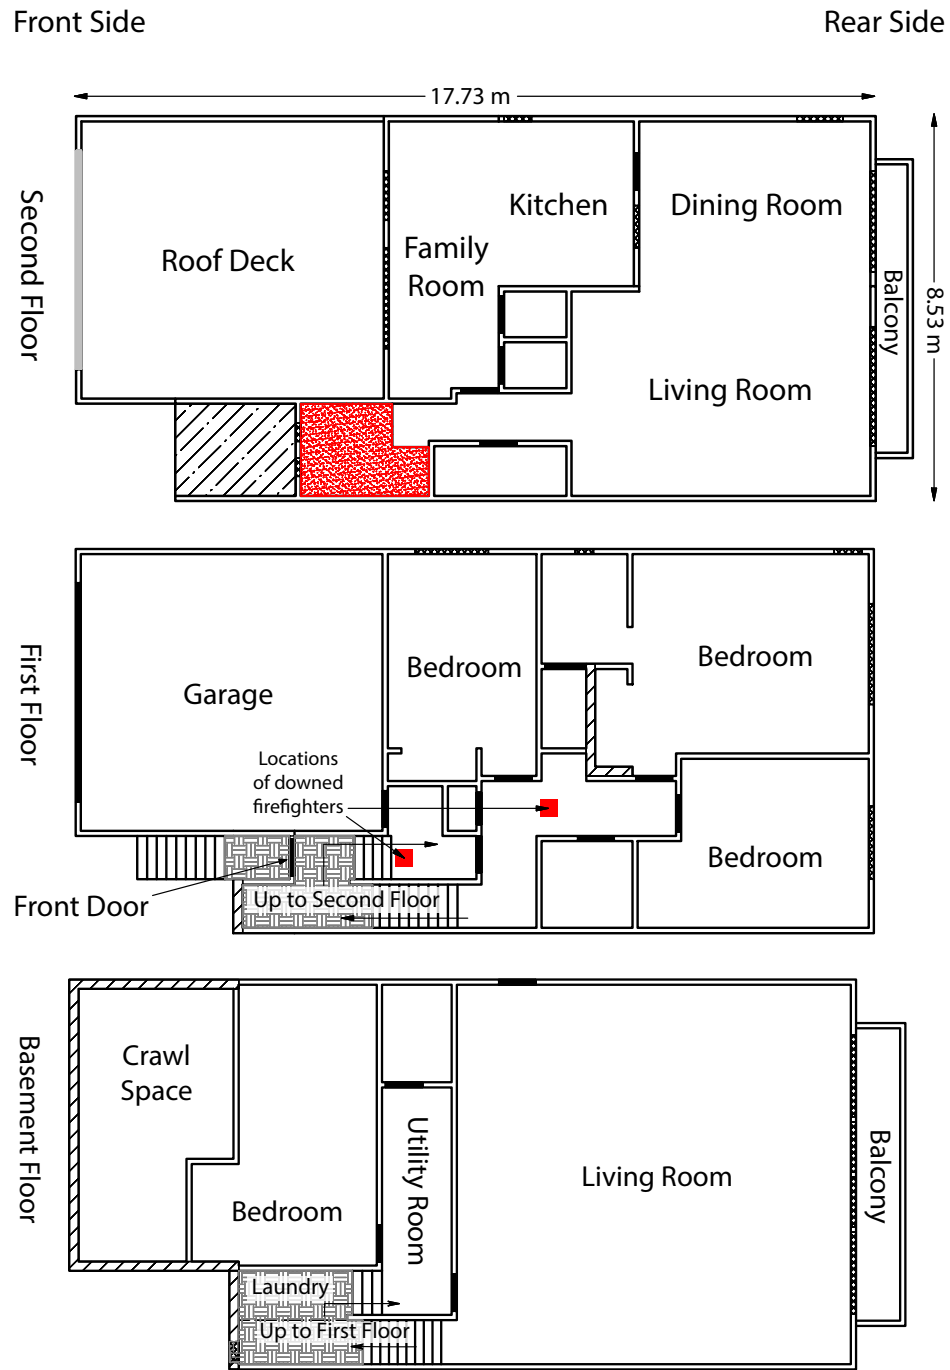 Front Side
Rear Side
17.73 m
Second Floor
Roof Deck
Kitchen
Family
Room
Dining Room
Living Room
Balcony
8.53 m
First Floor
Garage
Bedroom
Bedroom
Locations
of downed
firefighters
Bedroom
Front Door
Up to Second Floor
Basement Floor
Crawl
Space
Bedroom
Utility Room
Living Room
Balcony
Laundry
Up to First Floor